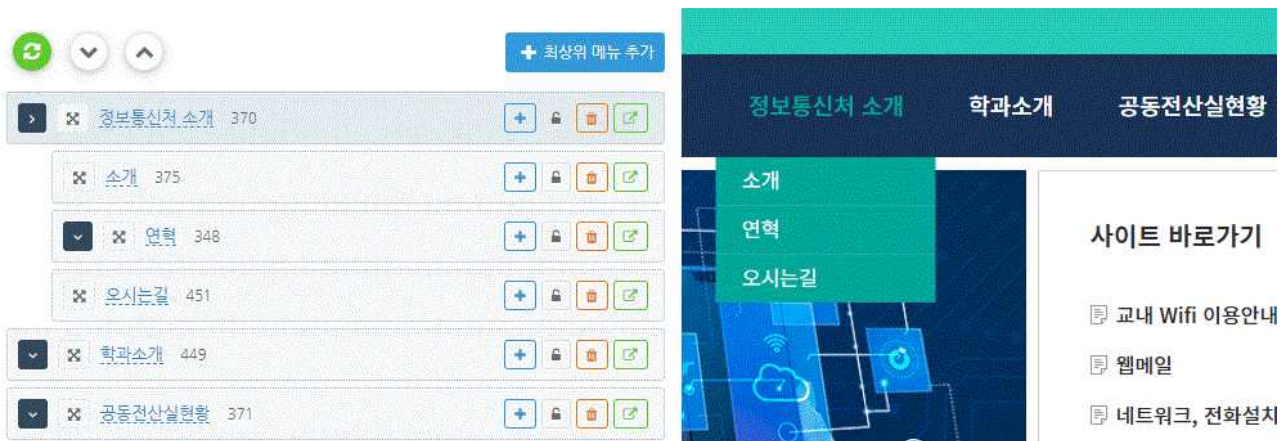 최상위 메뉴 추가
정보통신처 소개 370
소개 375
연혁 348
오시는길 451
학과소개 449
공동전산실현황 371
정보통신처 소개 학과소개 공동전산실현황
소개
연혁
오시는길
사이트 바로가기
교내 Wifi 이용안내
웹메일
네트워크, 전화설치